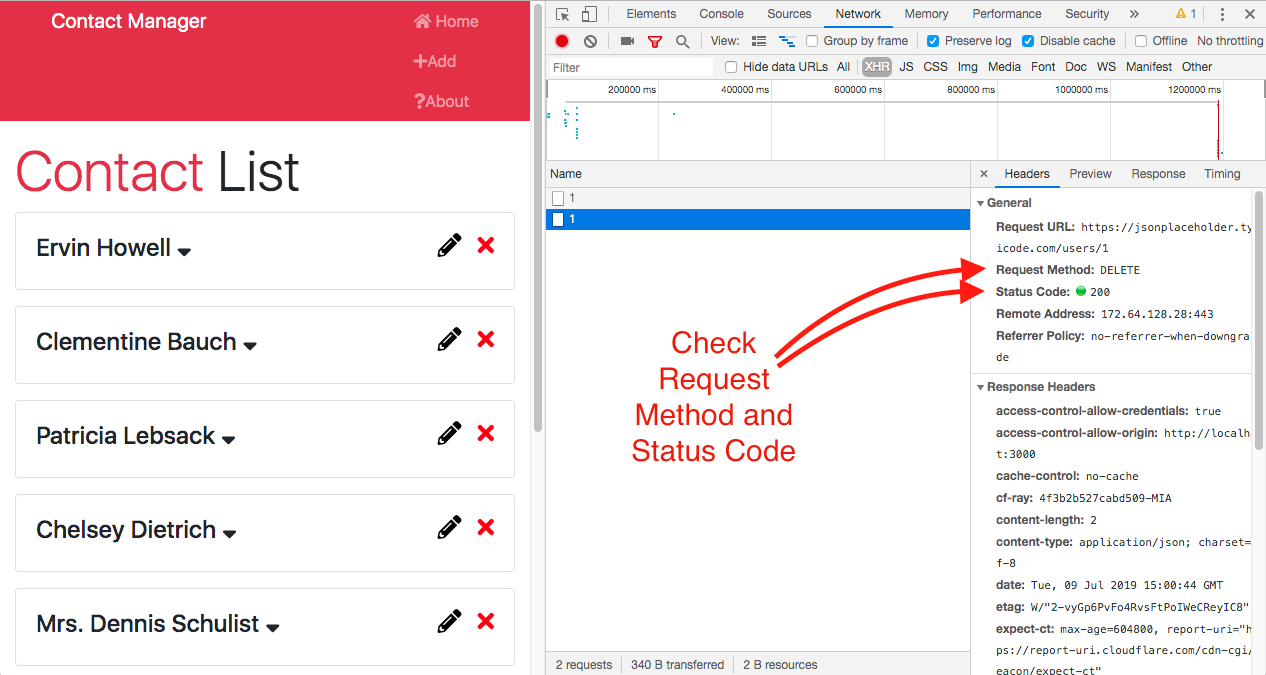 Contact Manager
Home
Add
About
Contact List
Ervin Howell
Clementine Bauch
Patricia Lebsack
Chelsey Dietrich
Mrs. Dennis Schulist
Elements Console Sources Network Memory Performance Security » 1
View: Group by frame Preserve log Disable cache Offline No throttling
Filter Hide data URLs All XHR JS CSS Img Media Font Doc WS Manifest Other
200000 ms 400000 ms 600000 ms 800000 ms 1000000 ms 1200000 ms
Name
1
1
Check
Request
Method and
Status Code
2 requests 340 B transferred 2 B resources
× Headers Preview Response Timing
General
Request URL: https://jsonplaceholder.ty
icode.com/users/1
Request Method: DELETE
Status Code: 200
Remote Address: 172.64.128.28:443
Referrer Policy: no-referrer-when-downgra
de
Response Headers
access-control-allow-credentials: true
access-control-allow-origin: http://localh
t:3000
cache-control: no-cache
cf-ray: 4f3b2b527cabd509-MIA
content-length: 2
content-type: application/json; charset=
f-8
date: Tue, 09 Jul 2019 15:00:44 GMT
etag: W/"2-vyGp6PvFo4RvsFtPoIWeCReyIC8"
expect-ct: max-age=604800, report-uri="h
ps://report-uri.cloudflare.com/cdn-cgi/
eacon/expect-ct"